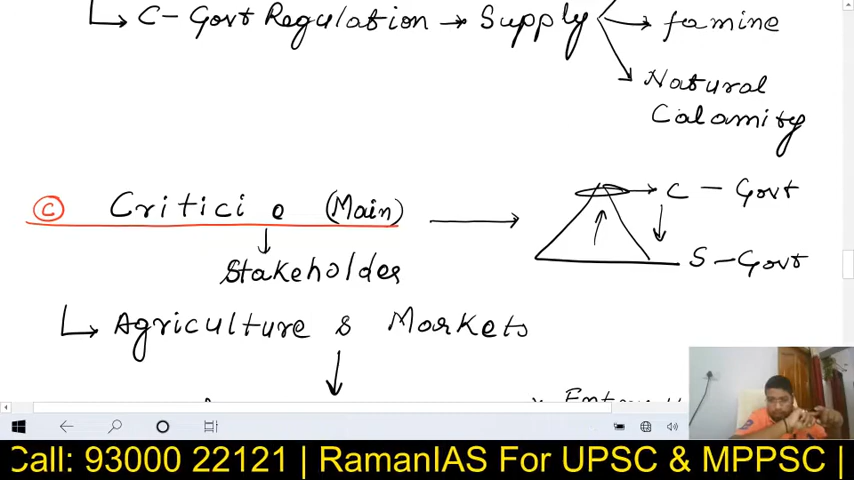 C- Govt Regulation → Supply → famine
Natural
Calamity
C Critici e (Main) → C - Govt
Stakeholder S - Govt
Agriculture & Markets
Call: 93000 22121 | RamanIAS For UPSC & MPPSC |